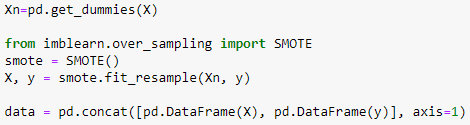 Xn=pd.get_dummies(X)
from imblearn.over_sampling import SMOTE
smote = SMOTE()
X, y = smote.fit_resample(Xn, y)
data = pd.concat([pd.DataFrame(X), pd.DataFrame(y)], axis=1)